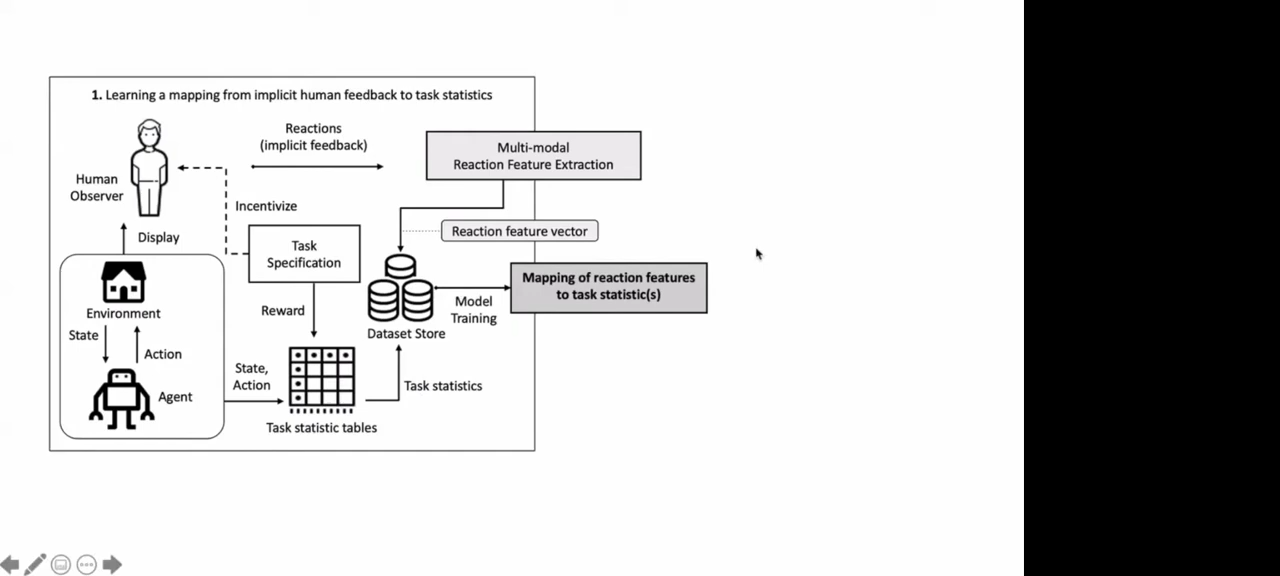 1. Learning a mapping from implicit human feedback to task statistics
Reactions
(implicit feedback)
Multi-modal
Reaction Feature Extraction
Human
Observer
Incentivize
Reaction feature vector
Display
Task
Specification
Mapping of reaction features
to task statistic(s)
Environment
Reward
Model
Training
Dataset Store
State
Action
State,
Action
Task statistics
Agent
Task statistic tables